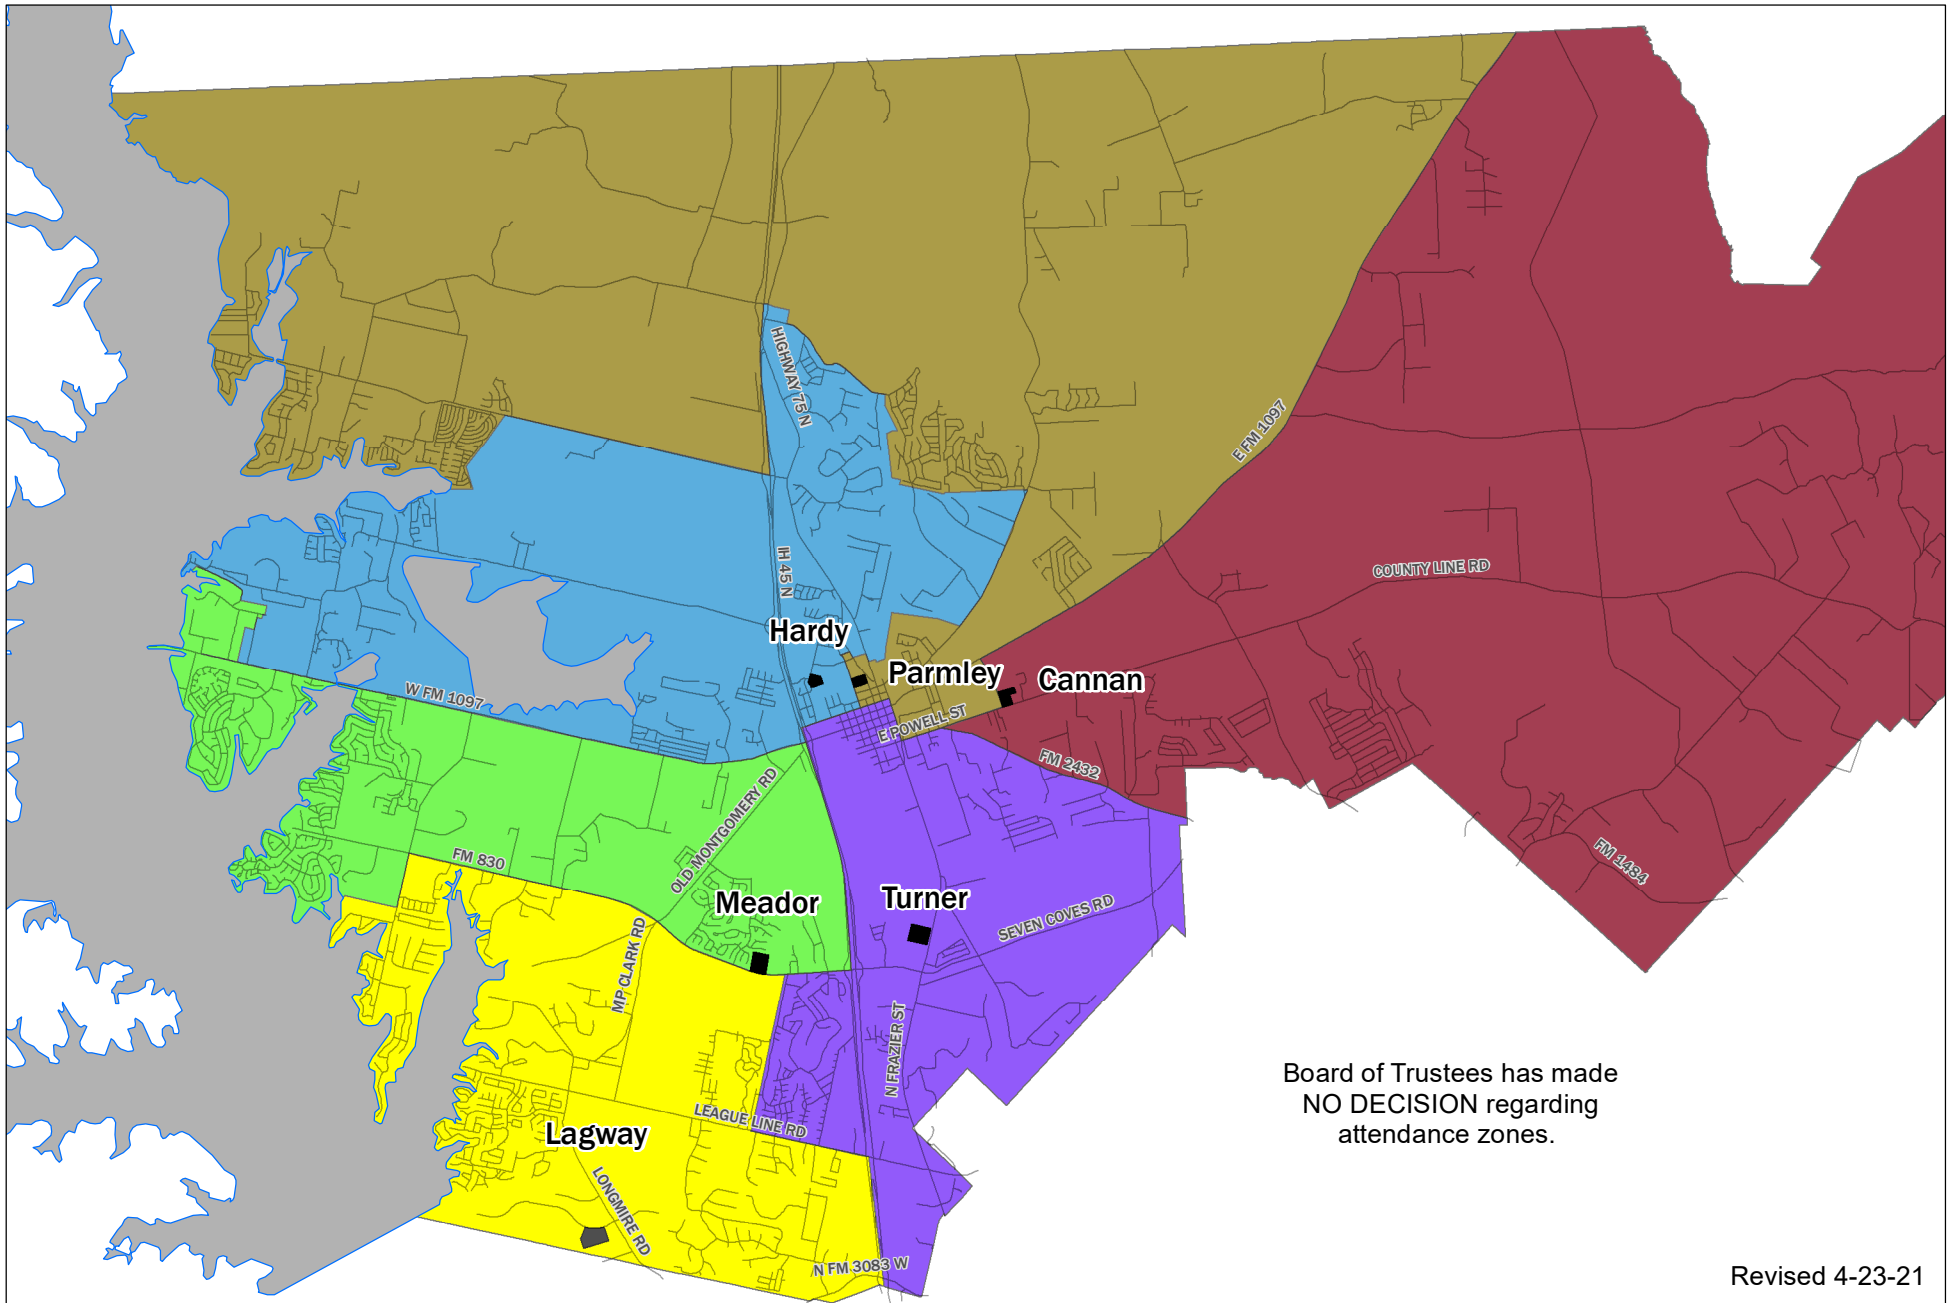 HIGHWAY 75 N
E FM 1097
IH 45 N
COUNTY LINE RD
Hardy
Parmley
Cannan
W FM 1097
E POWELL ST
FM 2432
OLD MONTGOMERY RD
FM 830
FM 1484
Meador
Turner
SEVEN COVES RD
MP CLARK RD
N FRAZIER ST
LEAGUE LINE RD
Lagway
LONGMIRE RD
N FM 3083 W
Board of Trustees has made
NO DECISION regarding
attendance zones.
Revised 4-23-21